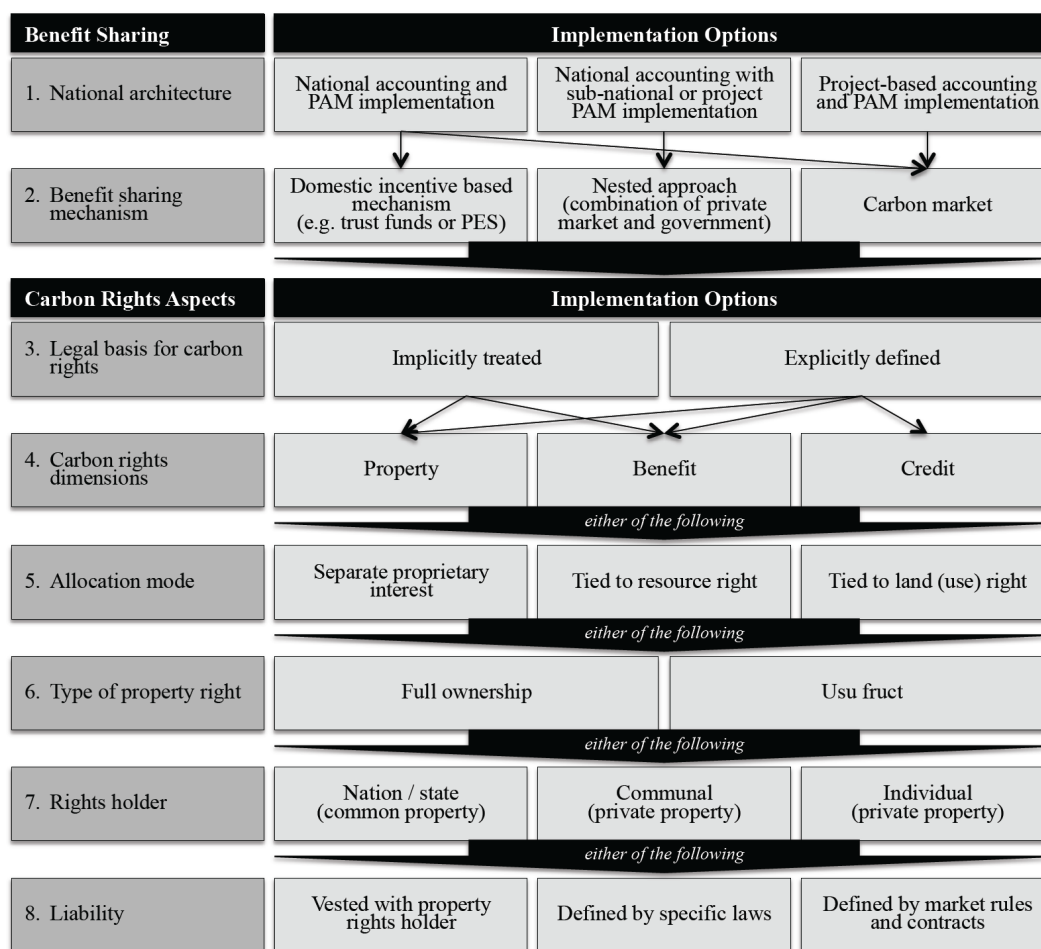 Benefit Sharing
Implementation Options
1. National architecture
National accounting and
PAM implementation
National accounting with
sub-national or project
PAM implementation
Project-based accounting
and PAM implementation
2. Benefit sharing
mechanism
Domestic incentive based
mechanism
(e.g. trust funds or PES)
Nested approach
(combination of private
market and government)
Carbon market
Carbon Rights Aspects
Implementation Options
3. Legal basis for carbon
rights
Implicitly treated
Explicitly defined
4. Carbon rights
dimensions
Property
Benefit
Credit
either of the following
5. Allocation mode
Separate proprietary
interest
Tied to resource right
Tied to land (use) right
either of the following
6. Type of property right
Full ownership
Usu fruct
either of the following
7. Rights holder
Nation / state
(common property)
Communal
(private property)
Individual
(private property)
either of the following
8. Liability
Vested with property
rights holder
Defined by specific laws
Defined by market rules
and contracts